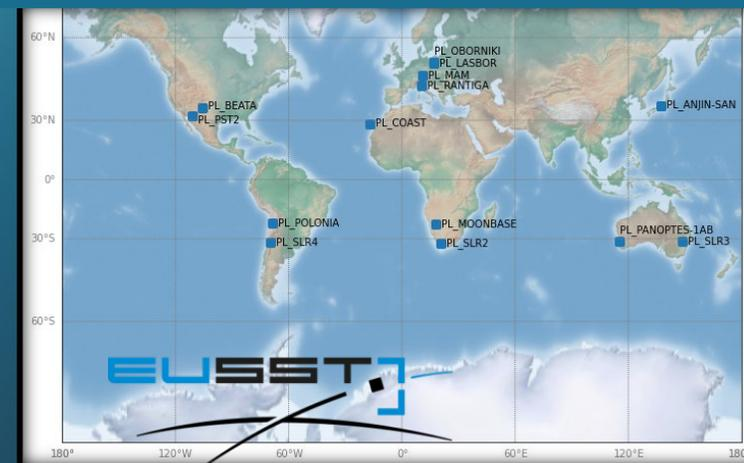 60°N
PL_OBORNIKI
PL_LASBOR
PL_MAM
PL_RANTIGA
PL_BEATA
PL_ANJIN-SAN
PL_PST2
30°N
PL_COAST
0°
PL_POLONIA
PL_MOONBASE
PL_PANOPTES-1AB
30°S
PL_SLR4
PL_SLR2
PL_SLR3
60°S
EUSST
180°
120°W
60°W
0°
60°E
120°E